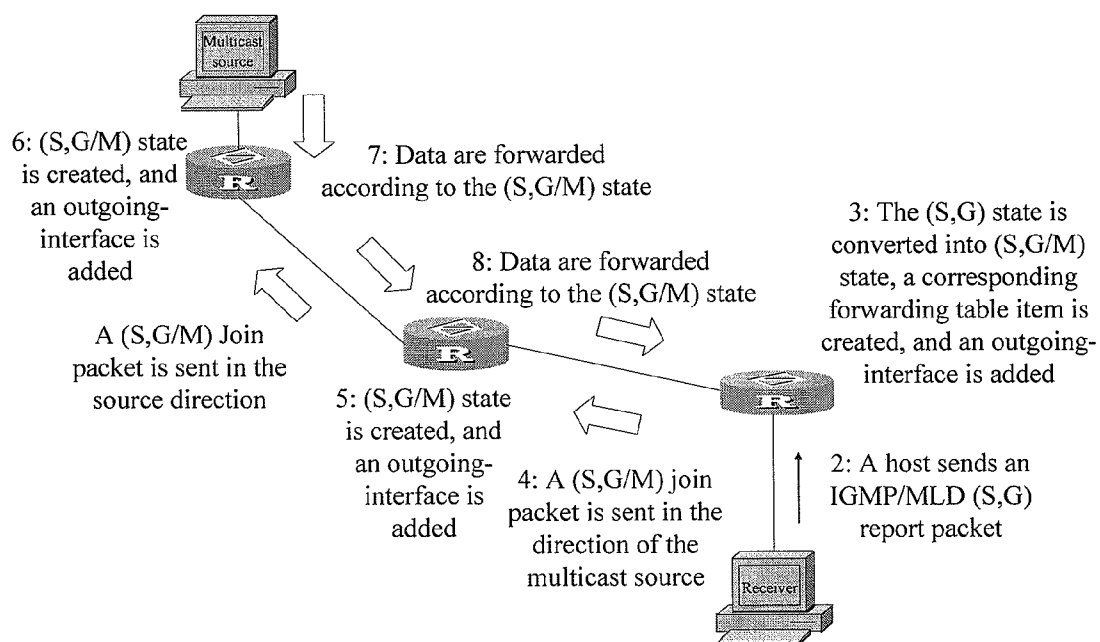 Multicast
source
6: (S,G/M) state
is created, and
an outgoing-
interface is
added
R
7: Data are forwarded
according to the (S,G/M) state
8: Data are forwarded
according to the (S,G/M) state
3: The (S,G) state is
converted into (S,G/M)
state, a corresponding
forwarding table item is
created, and an outgoing-
interface is added
A (S,G/M) Join
packet is sent in the
source direction
R
5: (S,G/M) state
is created, and
an outgoing-
interface is
added
R
4: A (S,G/M) join
packet is sent in the
direction of the
multicast source
2: A host sends an
IGMP/MLD (S,G)
report packet
Receiver